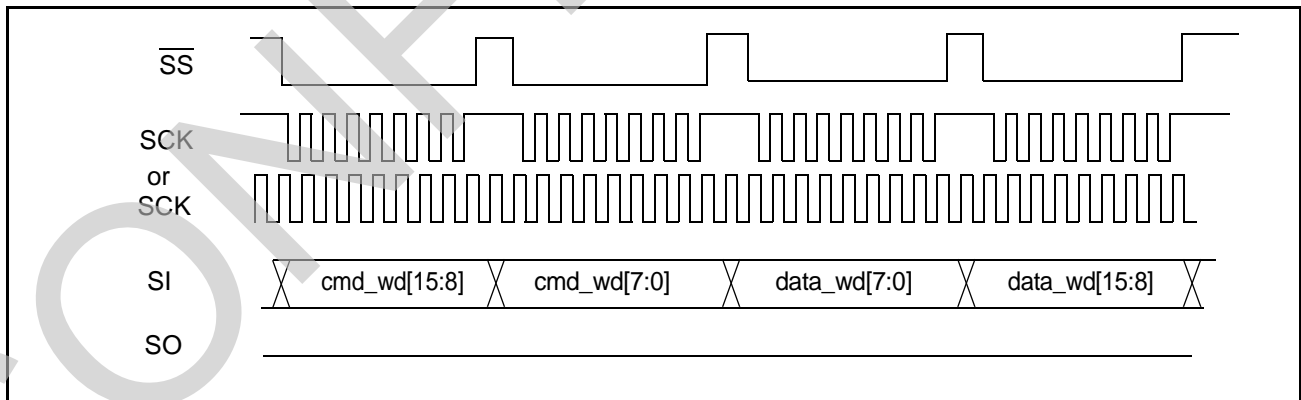 SS
SCK
or
SCK
SI cmd_wd[15:8] cmd_wd[7:0] data_wd[7:0] data_wd[15:8]
SO